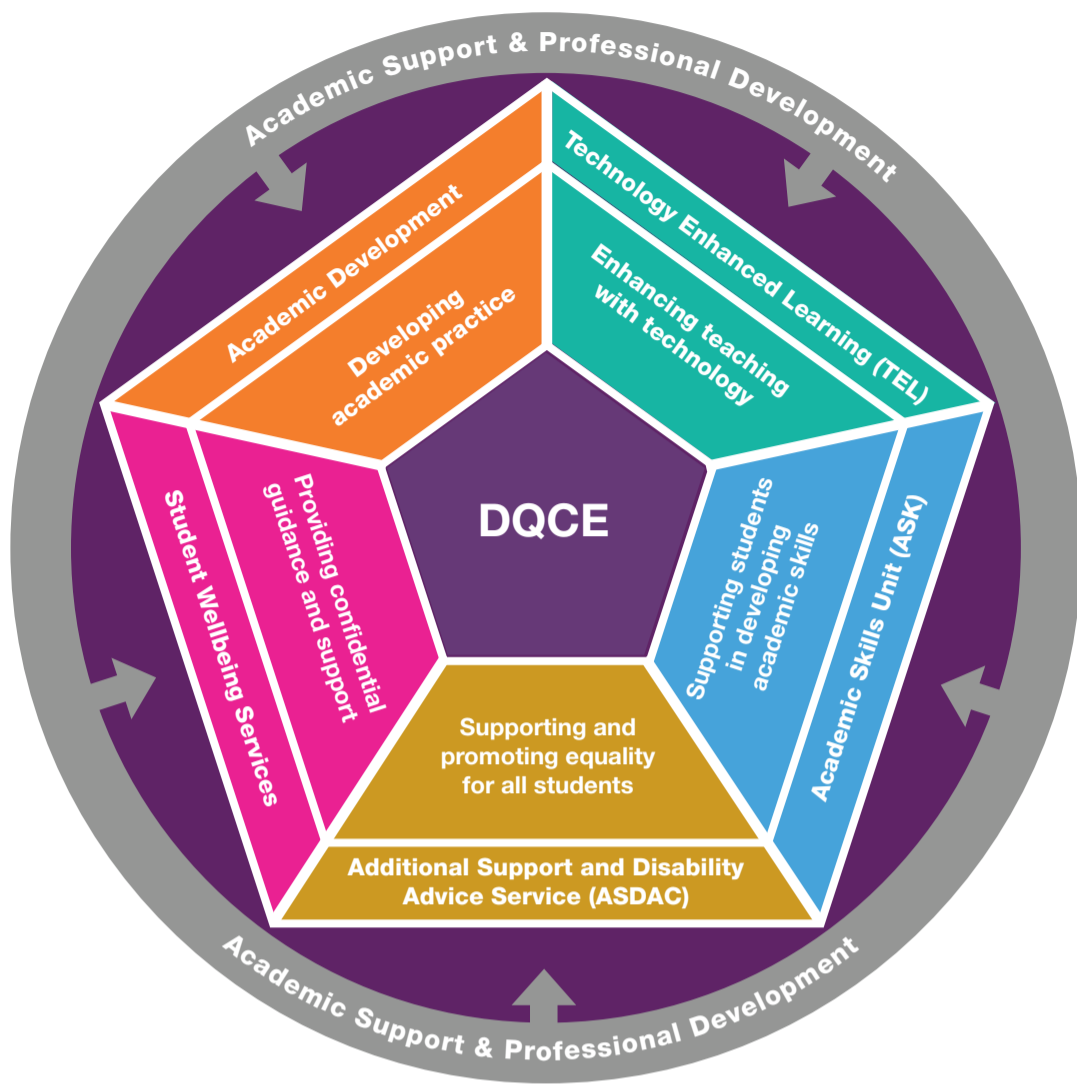 Academic Support & Professional Development
Technology Enhanced Learning (TEL)
Enhancing teaching
with technology
Academic Development
Developing
academic practice
DQCE
Student Wellbeing Services
Providing confidential
guidance and support
Supporting students
in developing
academic skills
Academic Skills Unit (ASK)
Supporting and
promoting equality
for all students
Additional Support and Disability
Advice Service (ASDAC)
Academic Support & Professional Development